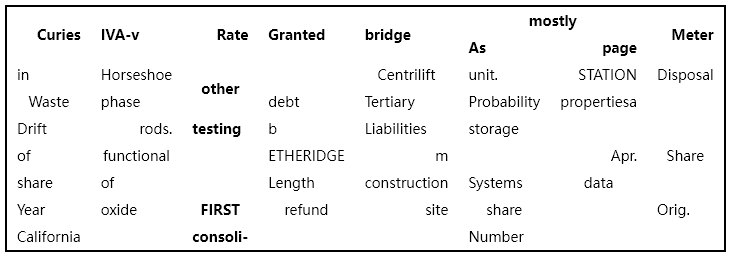 mostly
Curies IVA-v Rate Granted bridge Meter
As page
in Horseshoe Centrilift unit. STATION Disposal
other
Waste phase debt Tertiary Probability propertiesa
Drift rods. testing b Liabilities storage
of functional ETHERIDGE m Apr. Share
share of Length construction Systems data
Year oxide FIRST refund site share Orig.
California consoli- Number